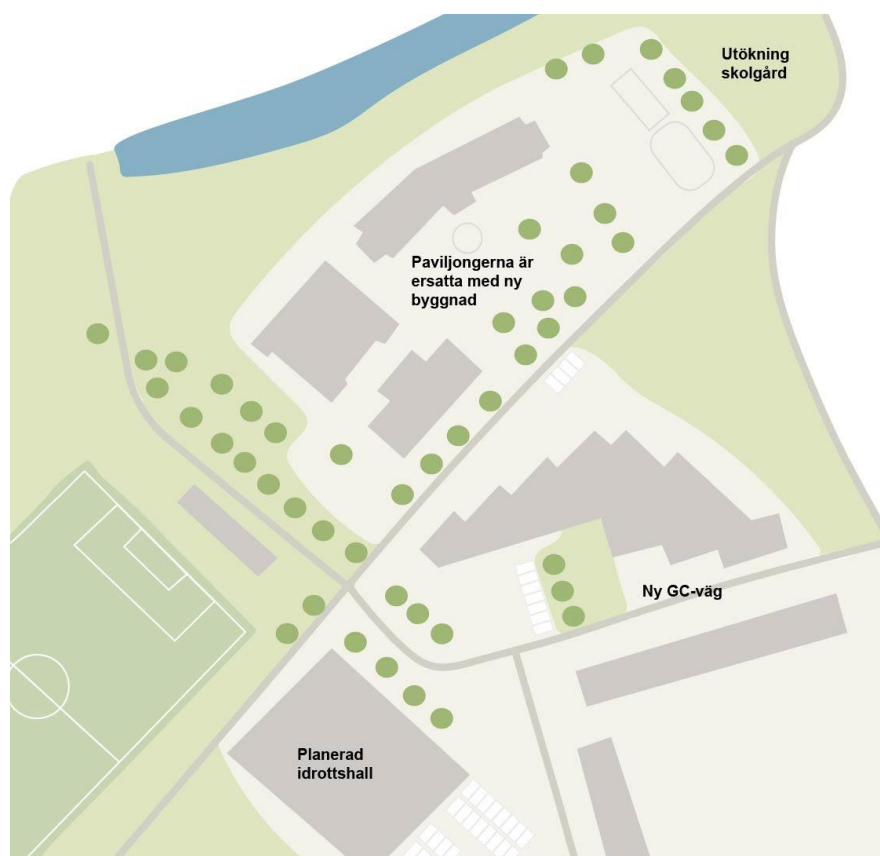 Utökning
skolgård
Paviljongerna är
ersatta med ny
byggnad
Ny GC-väg
Planerad
idrottshall